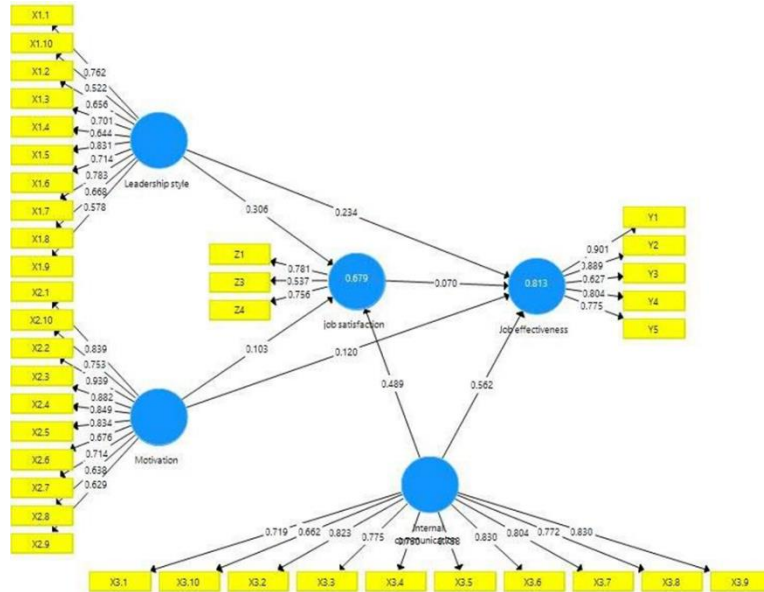 X1.1
X1.10
X1.2
X1.3
X1.4
X1.5
X1.6
X1.7
X1.8
X1.9
0.762
0.522
0.656
0.701
0.644
0.831
0.714
0.783
0.668
0.578
Leadership style
0.306
0.234
Z1
Z3
Z4
0.781
0.537
0.756
0.679
job satisfaction
0.070
0.813
Job effectiveness
0.901
0.889
0.627
0.804
0.775
Y1
Y2
Y3
Y4
Y5
X2.1
X2.10
X2.2
X2.3
X2.4
X2.5
X2.6
X2.7
X2.8
X2.9
0.839
0.753
0.939
0.882
0.849
0.834
0.676
0.714
0.638
0.629
Motivation
0.103
0.120
0.489
0.562
Internal
0.719
0.662
0.823
0.775
0.830
0.804
0.772
0.830
X3.1
X3.10
X3.2
X3.3
X3.4
X3.5
X3.6
X3.7
X3.8
X3.9